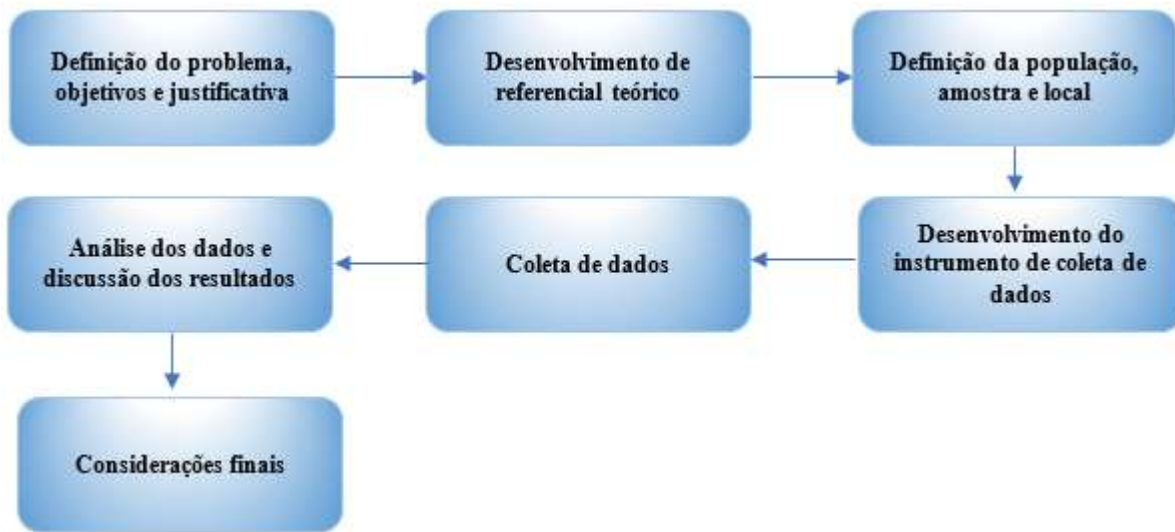 Definição do problema,
objetivos e justificativa
Desenvolvimento de
referencial teórico
Definição da população,
amostra e local
Desenvolvimento do
instrumento de coleta de
dados
Coleta de dados
Análise dos dados e
discussão dos resultados
Considerações finais